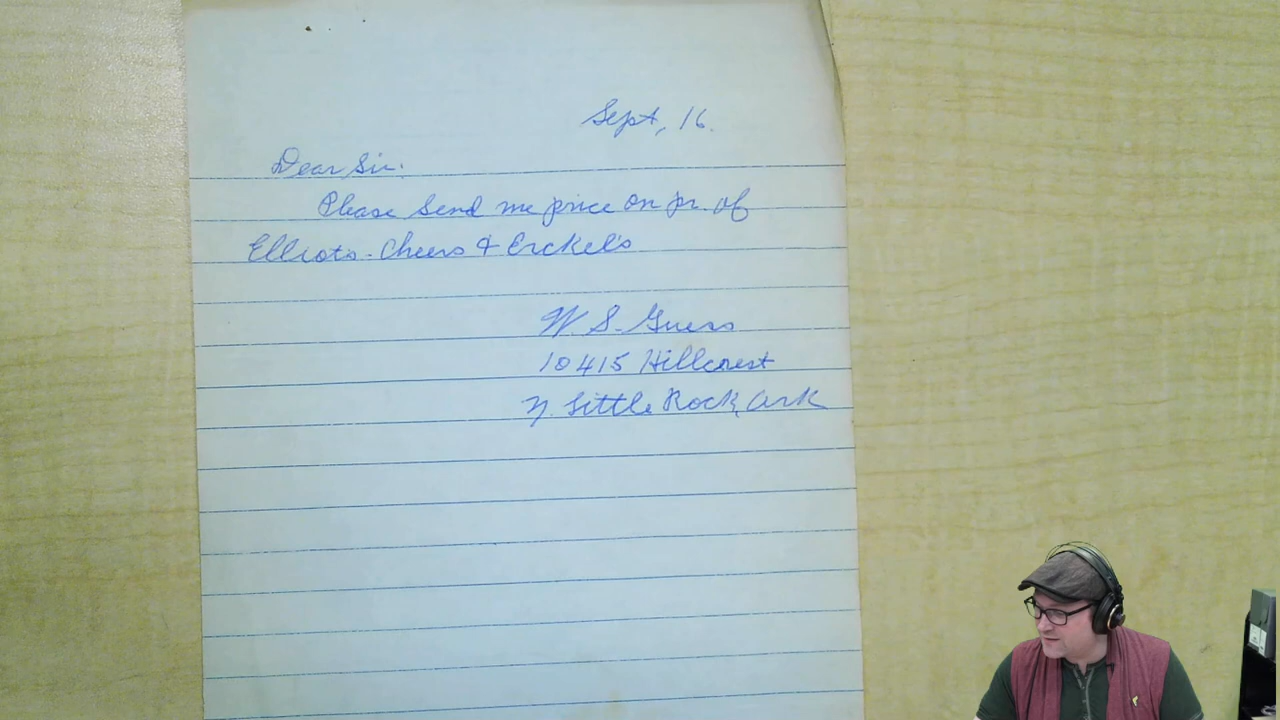 Sept, 16.
Dear Sir:
Please Send me price on pr. of
Elliots - Cheers & Erckel's
W. S. Guess
10415 Hillcrest
N. Little Rock, Ark